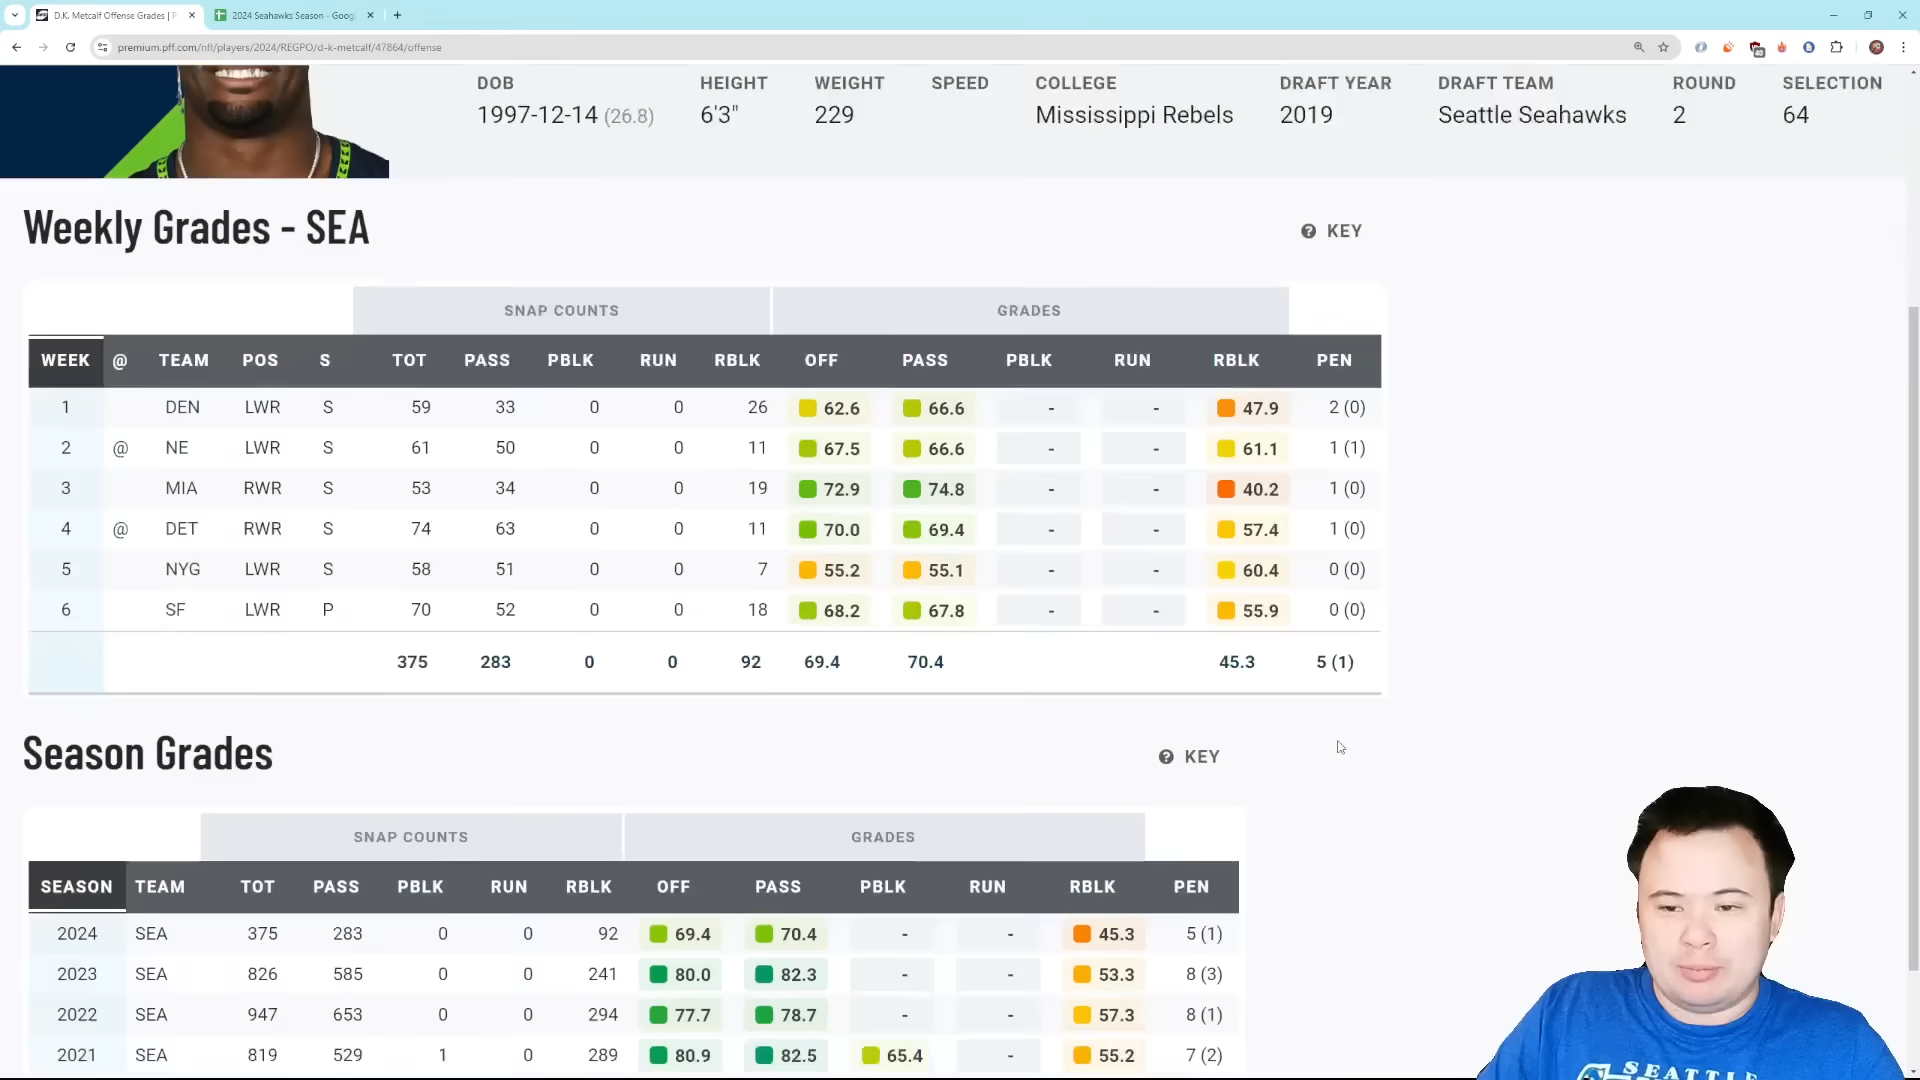 D.K. Metcalf Offense Grades | P
2024 Seahawks Season - Goog
premium.pff.com/nfl/players/2024/REGPO/d-k-metcalf/47864/offense
40
DOB HEIGHT WEIGHT SPEED COLLEGE DRAFT YEAR DRAFT TEAM ROUND SELECTION
1997-12-14 (26.8) 6'3" 229 Mississippi Rebels 2019 Seattle Seahawks 2 64
Weekly Grades - SEA
? KEY
SNAP COUNTS GRADES
WEEK @ TEAM POS S TOT PASS PBLK RUN RBLK OFF PASS PBLK RUN RBLK PEN
1 DEN LWR S 59 33 0 0 26 62.6 66.6 - - 47.9 2 (0)
2 @ NE LWR S 61 50 0 0 11 67.5 66.6 - - 61.1 1 (1)
3 MIA RWR S 53 34 0 0 19 72.9 74.8 - - 40.2 1 (0)
4 @ DET RWR S 74 63 0 0 11 70.0 69.4 - - 57.4 1 (0)
5 NYG LWR S 58 51 0 0 7 55.2 55.1 - - 60.4 0 (0)
6 SF LWR P 70 52 0 0 18 68.2 67.8 - - 55.9 0 (0)
375 283 0 0 92 69.4 70.4 45.3 5 (1)
Season Grades
? KEY
SNAP COUNTS GRADES
SEASON TEAM TOT PASS PBLK RUN RBLK OFF PASS PBLK RUN RBLK PEN
2024 SEA 375 283 0 0 92 69.4 70.4 - - 45.3 5 (1)
2023 SEA 826 585 0 0 241 80.0 82.3 - - 53.3 8 (3)
2022 SEA 947 653 0 0 294 77.7 78.7 - - 57.3 8 (1)
2021 SEA 819 529 1 0 289 80.9 82.5 65.4 - 55.2 7 (2)
SEATTLE